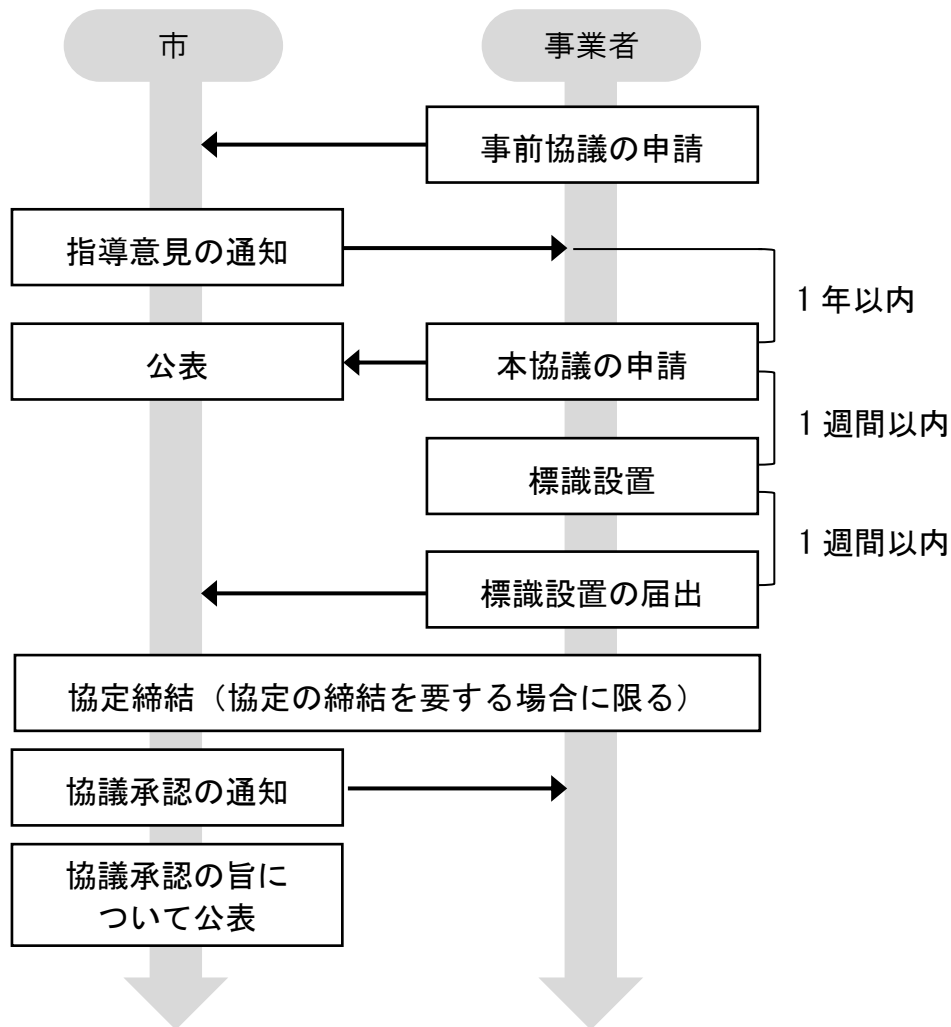 市
事業者
事前協議の申請
指導意見の通知
1年以内
公表
本協議の申請
1週間以内
標識設置
1週間以内
標識設置の届出
協定締結（協定の締結を要する場合に限る）
協議承認の通知
協議承認の旨に
ついて公表